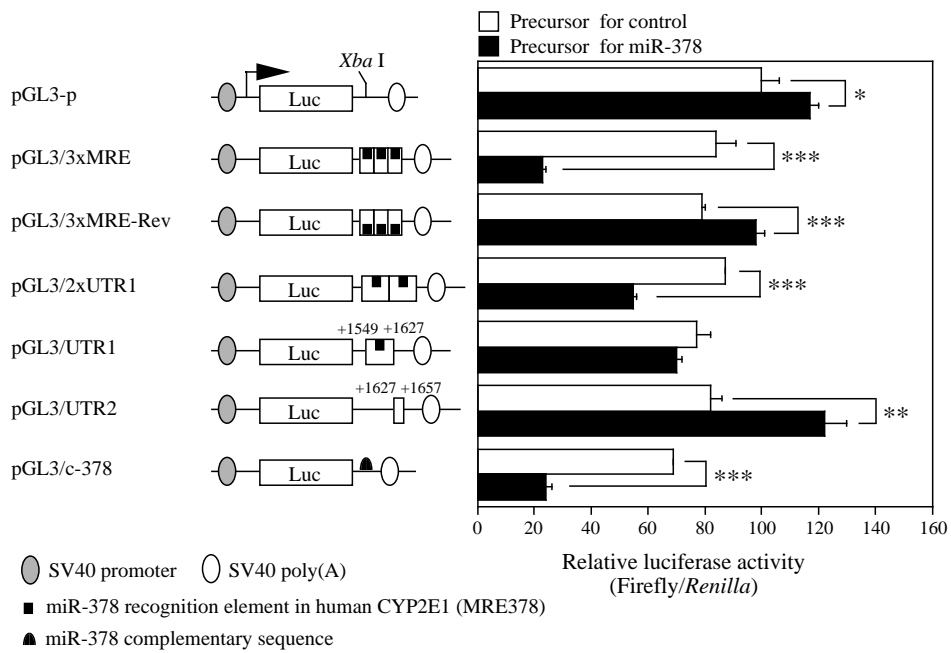 Precursor for control
Precursor for miR-378
Xba I
pGL3-p
Luc
*
pGL3/3xMRE
Luc
***
pGL3/3xMRE-Rev
Luc
***
pGL3/2xUTR1
Luc
***
+1549 +1627
pGL3/UTR1
Luc
+1627 +1657
pGL3/UTR2
Luc
**
pGL3/c-378
Luc
***
0 20 40 60 80 100 120 140 160
Relative luciferase activity
(Firefly/Renilla)
SV40 promoter
SV40 poly(A)
miR-378 recognition element in human CYP2E1 (MRE378)
miR-378 complementary sequence